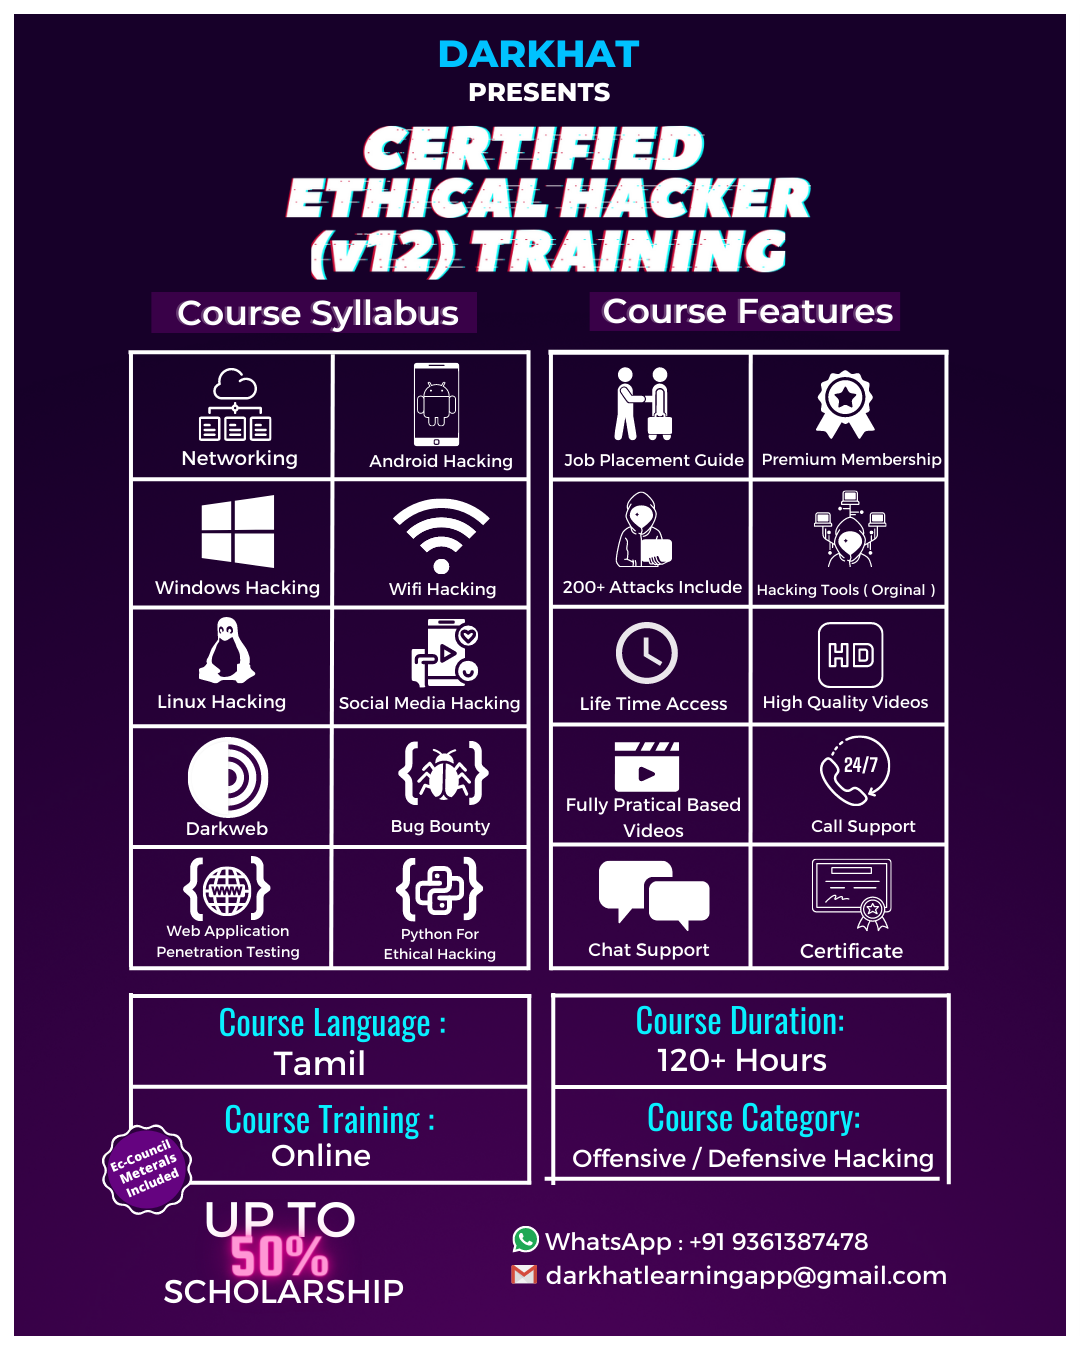 DARKHAT
PRESENTS
CERTIFIED
ETHICAL HACKER
(v12) TRAINING
Course Syllabus
Networking
Android Hacking
Windows Hacking
Wifi Hacking
Linux Hacking
Social Media Hacking
Darkweb
Bug Bounty
WWW
Web Application
Penetration Testing
Python For
Ethical Hacking
Course Features
Job Placement Guide
Premium Membership
200+ Attacks Include
Hacking Tools ( Orginal )
Life Time Access
HD
High Quality Videos
Fully Pratical Based
Videos
24/7
Call Support
Chat Support
Certificate
Course Language :
Tamil
Course Training :
Online
Course Duration:
120+ Hours
Course Category:
Offensive / Defensive Hacking
Ec-Council
Meterals
Included
UP TO
50%
SCHOLARSHIP
WhatsApp : +91 9361387478
darkhatlearningapp@gmail.com